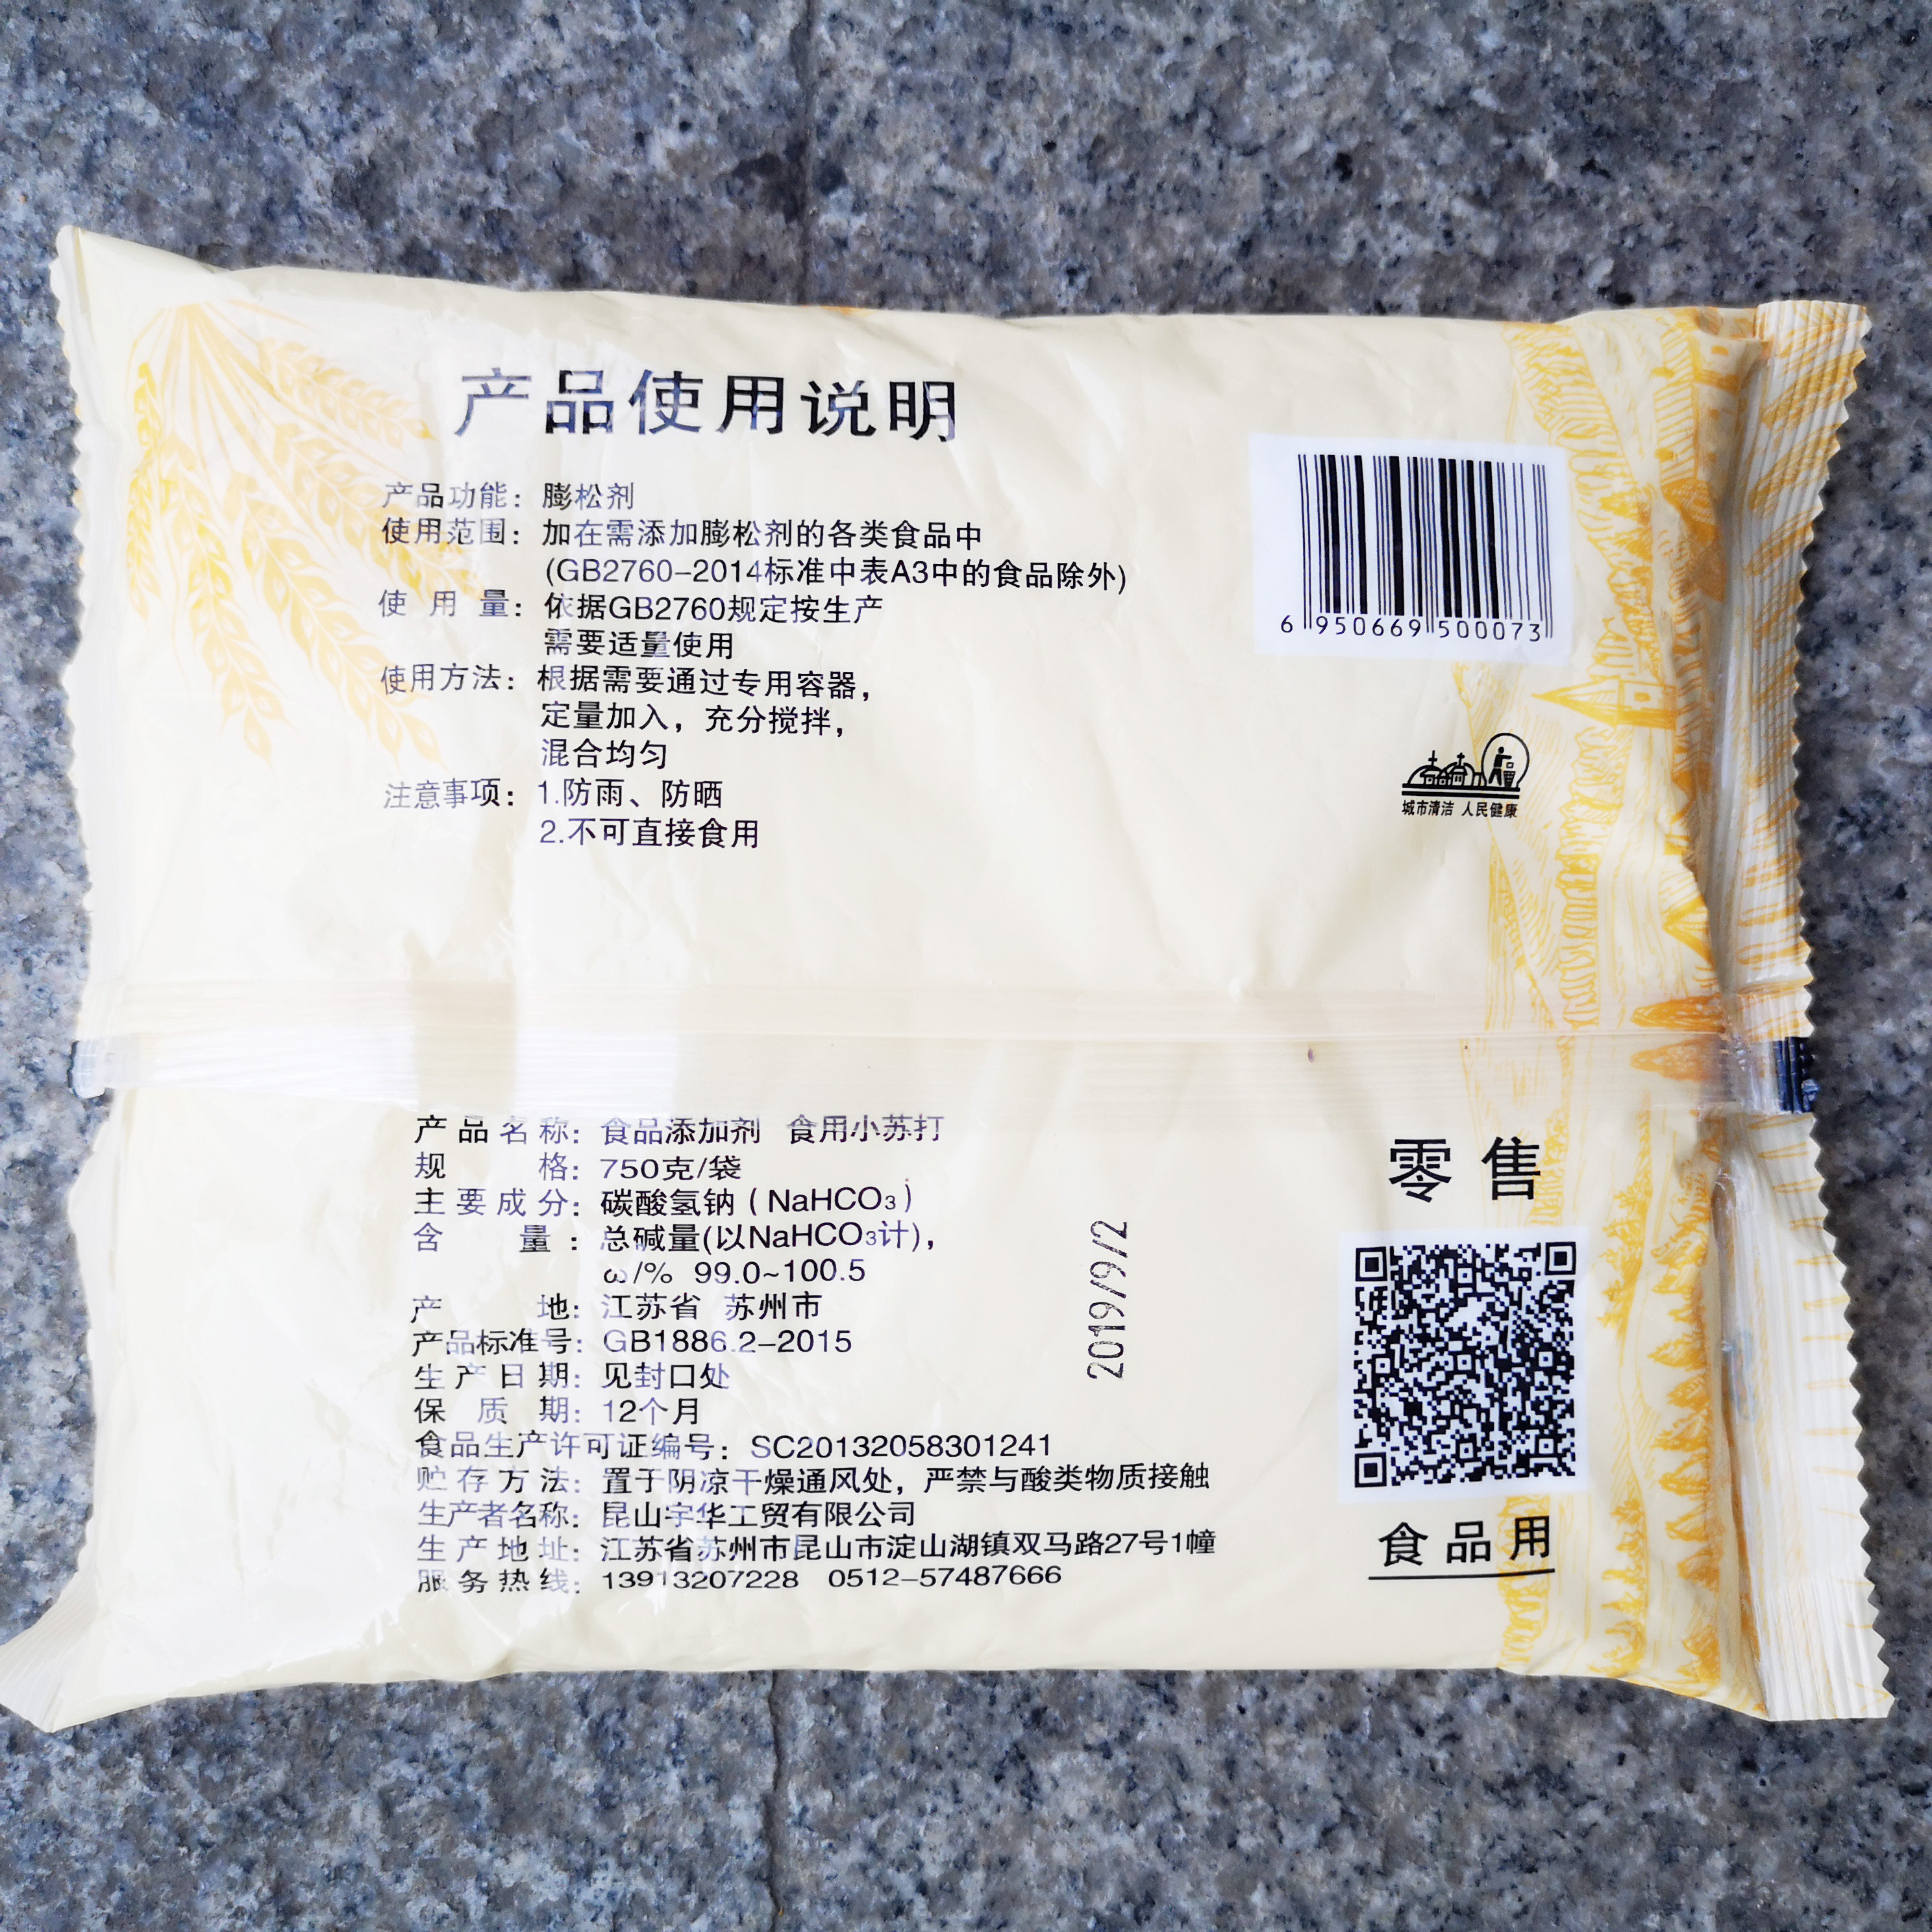 产品使用说明
产品功能：膨松剂
使用范围：加在需添加膨松剂的各类食品中
(GB2760-2014标准中表A3中的食品除外)
使用量：依据GB2760规定按生产
需要适量使用
使用方法：根据需要通过专用容器，
定量加入，充分搅拌，
混合均匀
注意事项：1.防雨、防晒
2.不可直接食用
6 950669 500073
城市清洁 人民健康
产品名称：食品添加剂 食用小苏打
规格：750克/袋
主要成分：碳酸氢钠（NaHCO₃）
含量：总碱量(以NaHCO₃计)，
ω/% 99.0~100.5
产地：江苏省 苏州市
产品标准号：GB1886.2-2015
生产日期：见封口处
保质期：12个月
食品生产许可证编号：SC20132058301241
贮存方法：置于阴凉干燥通风处，严禁与酸类物质接触
生产者名称：昆山宇华工贸有限公司
生产地址：江苏省苏州市昆山市淀山湖镇双马路27号1幢
服务热线：13913207228 0512-57487666
2019/9/2
零售
食品用